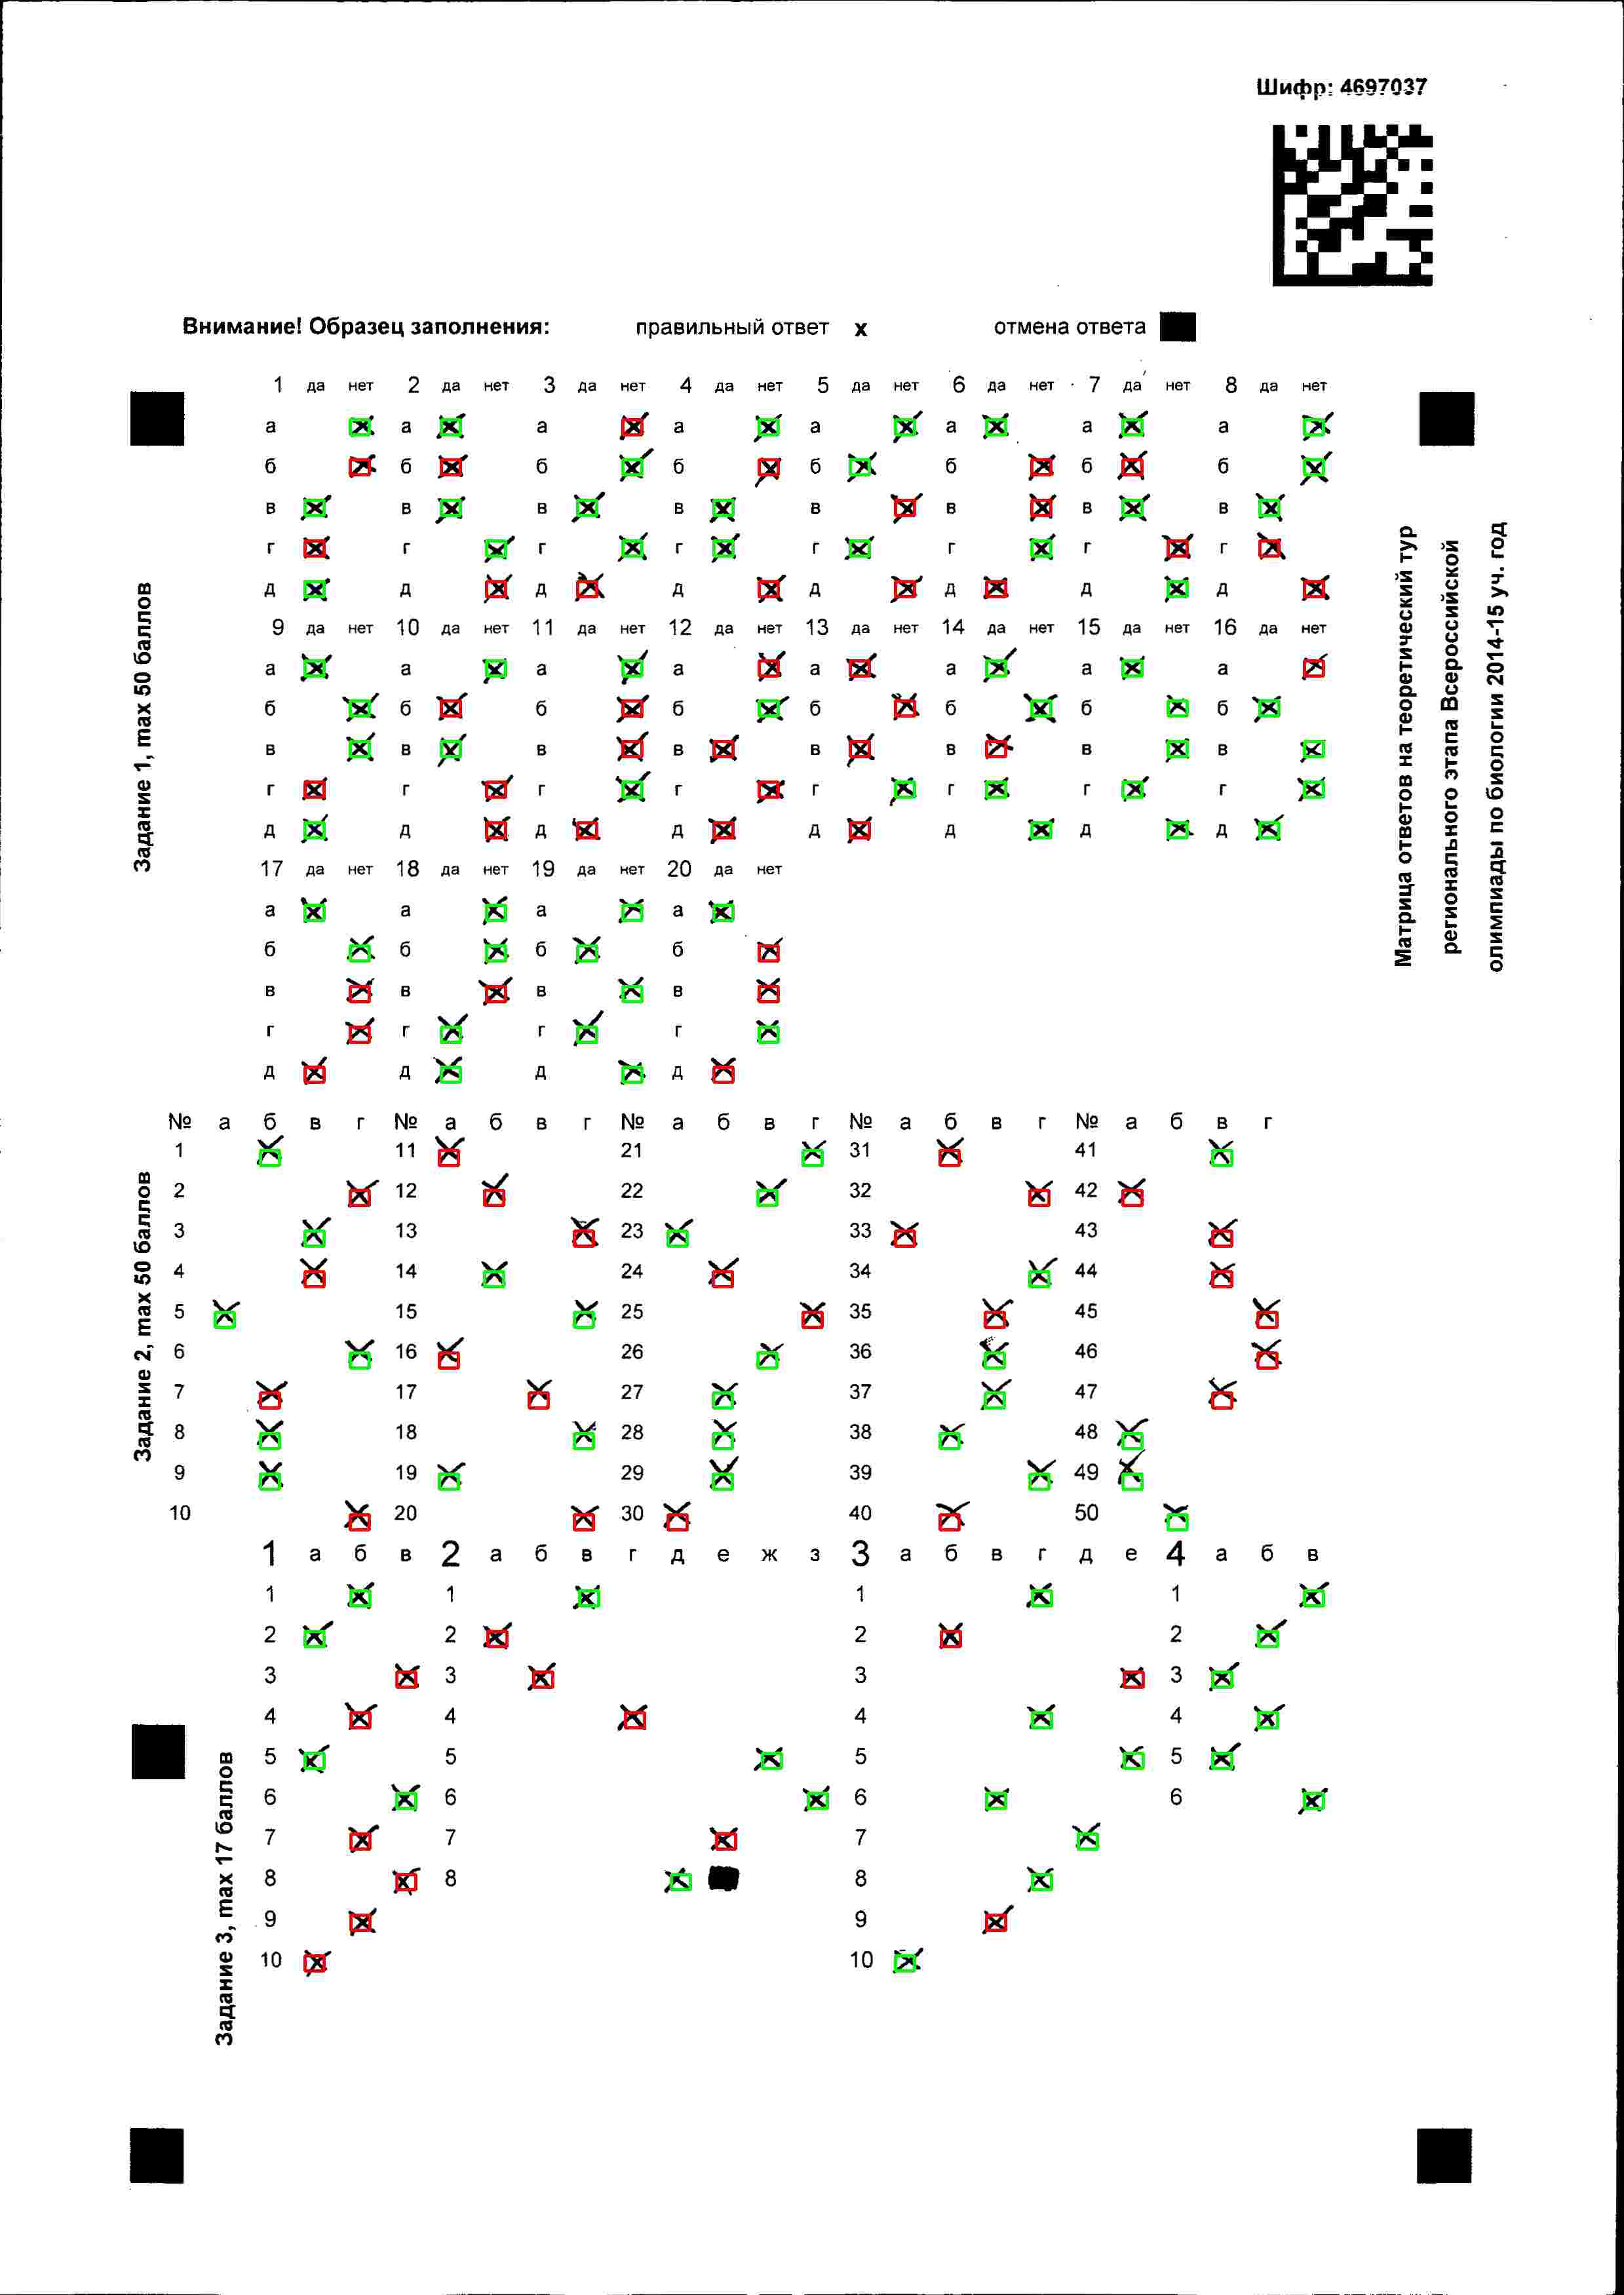 Шифр: 4697037
Внимание! Образец заполнения: правильный ответ x отмена ответа
Матрица ответов на теоретический тур
регионального этапа Всероссийской
олимпиады по биологии 2014-15 уч. год
Задание 1, max 50 баллов
1 да нет 2 да нет 3 да нет 4 да нет 5 да нет 6 да нет 7 да нет 8 да нет
а а а а а а а а
б б б б б б б б
в в в в в в в в
г г г г г г г г
д д д д д д д д
9 да нет 10 да нет 11 да нет 12 да нет 13 да нет 14 да нет 15 да нет 16 да нет
а а а а а а а а
б б б б б б б б
в в в в в в в в
г г г г г г г г
д д д д д д д д
17 да нет 18 да нет 19 да нет 20 да нет
а а а а
б б б б
в в в в
г г г г
д д д д
Задание 2, max 50 баллов
№ а б в г № а б в г № а б в г № а б в г № а б в г
1 11 21 31 41
2 12 22 32 42
3 13 23 33 43
4 14 24 34 44
5 15 25 35 45
6 16 26 36 46
7 17 27 37 47
8 18 28 38 48
9 19 29 39 49
10 20 30 40 50
Задание 3, max 17 баллов
1 а б в 2 а б в г д е ж з 3 а б в г д е 4 а б в
1 1 1 1
2 2 2 2
3 3 3 3
4 4 4 4
5 5 5 5
6 6 6 6
7 7 7
8 8 8
9 9
10 10